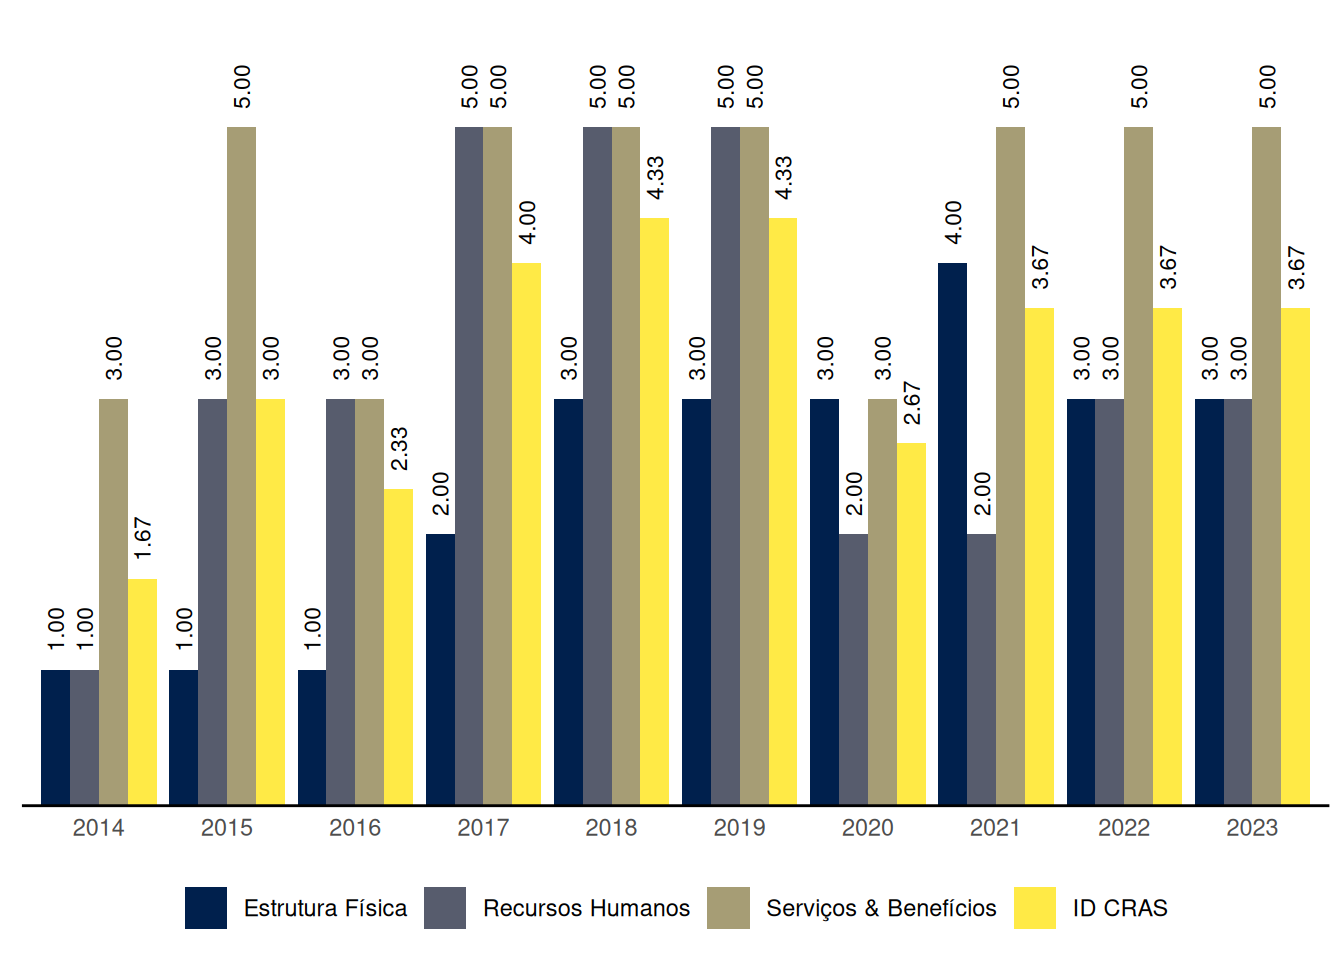 5.00 5.00 5.00 5.00 5.00 5.00 5.00 5.00 5.00 5.00
4.33 4.33
4.00 4.00
3.67 3.67 3.67
3.00 3.00 3.00 3.00 3.00 3.00 3.00 3.00 3.00 3.00 3.00 3.00 3.00 3.00
2.67
2.33
2.00 2.00 2.00
1.67
1.00 1.00 1.00 1.00
2014 2015 2016 2017 2018 2019 2020 2021 2022 2023
Estrutura Física Recursos Humanos Serviços & Benefícios ID CRAS